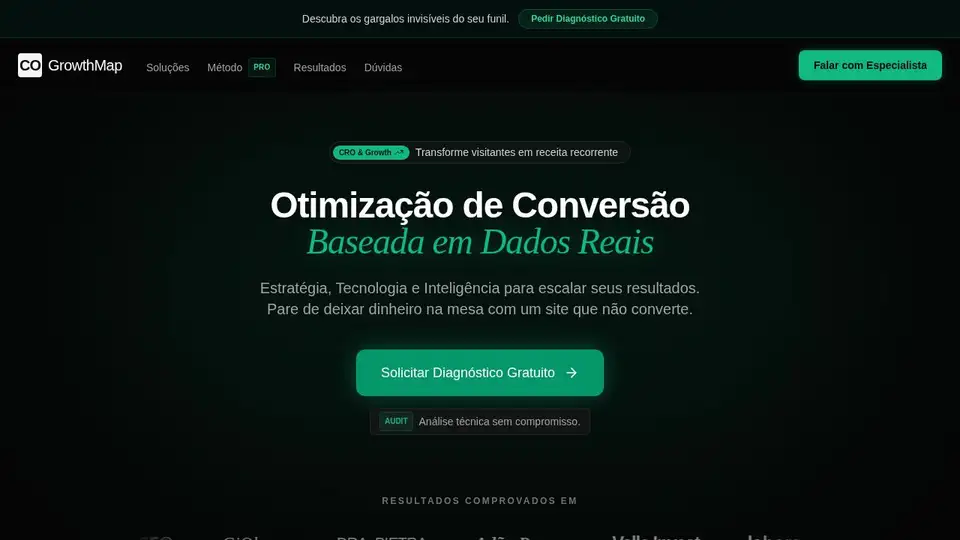 Descubra os gargalos invisíveis do seu funil. Pedir Diagnóstico Gratuito
CO GrowthMap Soluções Método PRO Resultados Dúvidas Falar com Especialista
CRO & Growth Transforme visitantes em receita recorrente
Otimização de Conversão
Baseada em Dados Reais
Estratégia, Tecnologia e Inteligência para escalar seus resultados.
Pare de deixar dinheiro na mesa com um site que não converte.
Solicitar Diagnóstico Gratuito
AUDIT Análise técnica sem compromisso.
RESULTADOS COMPROVADOS EM